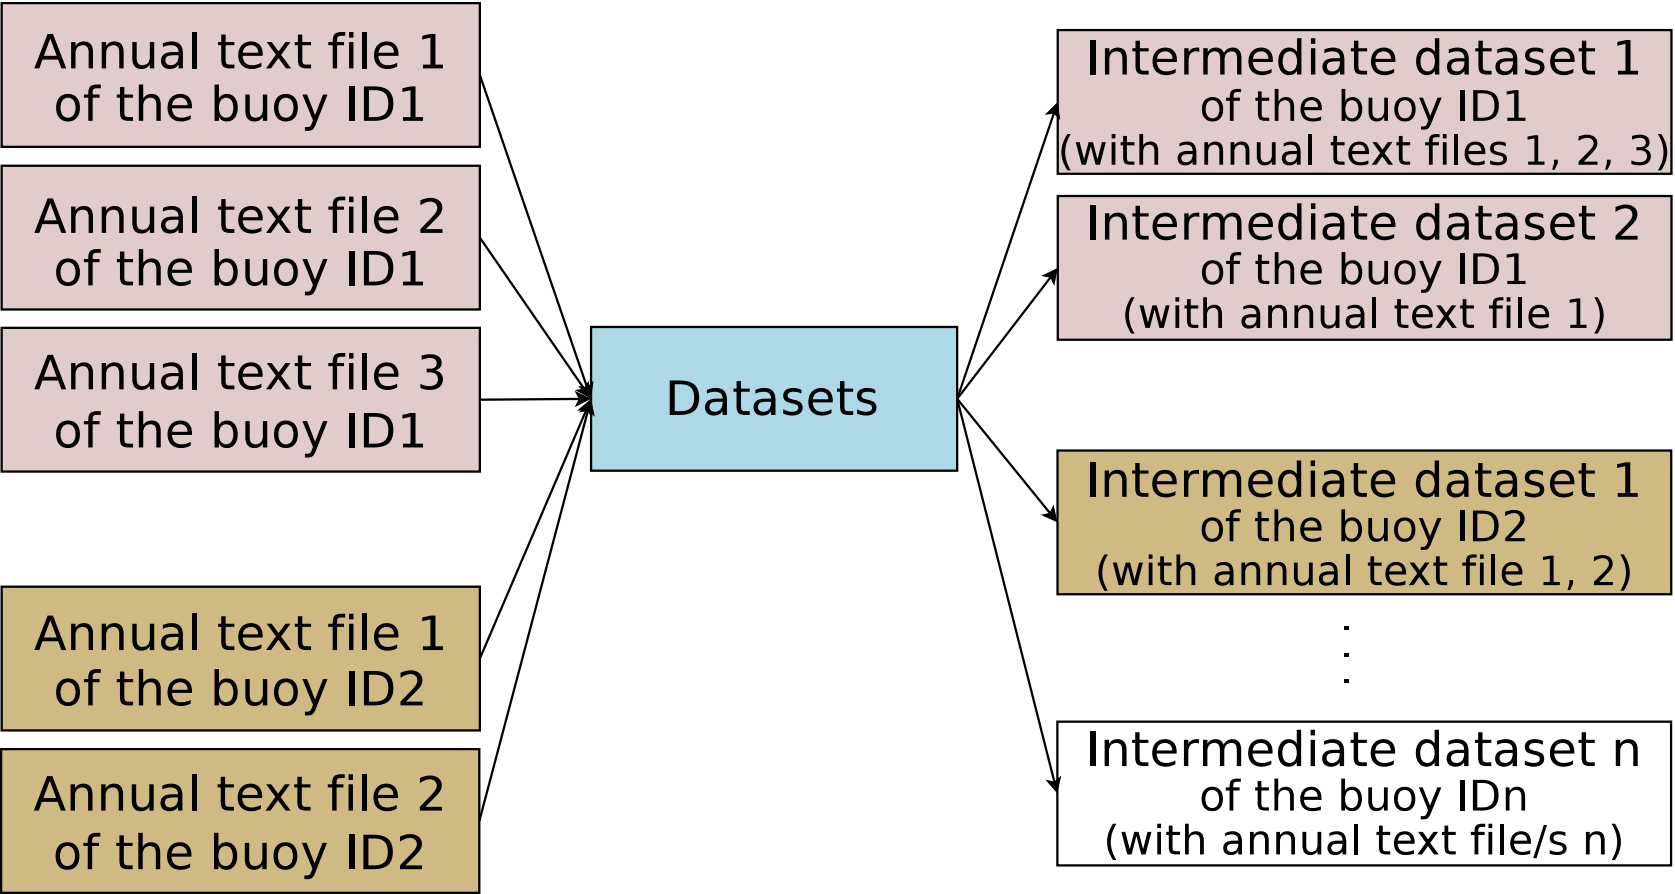 Annual text file 1
of the buoy ID1
Annual text file 2
of the buoy ID1
Annual text file 3
of the buoy ID1
Annual text file 1
of the buoy ID2
Annual text file 2
of the buoy ID2
Datasets
Intermediate dataset 1
of the buoy ID1
(with annual text files 1, 2, 3)
Intermediate dataset 2
of the buoy ID1
(with annual text file 1)
Intermediate dataset 1
of the buoy ID2
(with annual text file 1, 2)
.
.
.
Intermediate dataset n
of the buoy IDn
(with annual text file/s n)